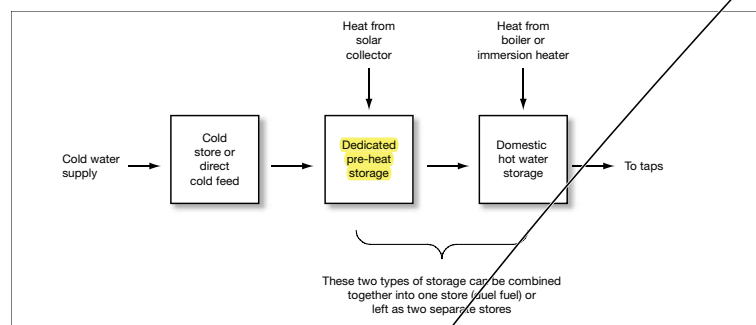 Heat from
solar
collector
Heat from
boiler or
immersion heater
Cold water
supply
Cold
store or
direct
cold feed
Dedicated
pre-heat
storage
Domestic
hot water
storage
To taps
These two types of storage can be combined
together into one store (duel fuel) or
left as two separate stores